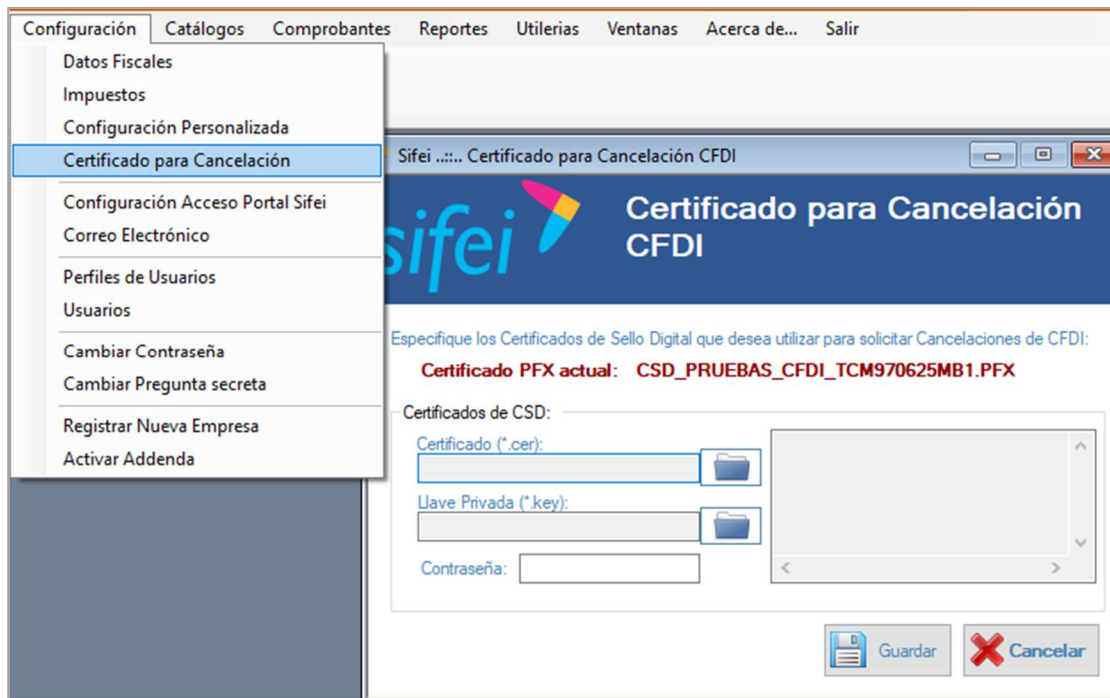 Configuración Catálogos Comprobantes Reportes Utilerias Ventanas Acerca de... Salir
Datos Fiscales
Impuestos
Configuración Personalizada
Certificado para Cancelación
Configuración Acceso Portal Sifei
Correo Electrónico
Perfiles de Usuarios
Usuarios
Cambiar Contraseña
Cambiar Pregunta secreta
Registrar Nueva Empresa
Activar Addenda
Sifei ..::.. Certificado para Cancelación CFDI
sifei
Certificado para Cancelación
CFDI
Especifique los Certificados de Sello Digital que desea utilizar para solicitar Cancelaciones de CFDI:
Certificado PFX actual: CSD_PRUEBAS_CFDI_TCM970625MB1.PFX
Certificados de CSD:
Certificado (*.cer):
Llave Privada (*.key):
Contraseña:
Guardar Cancelar